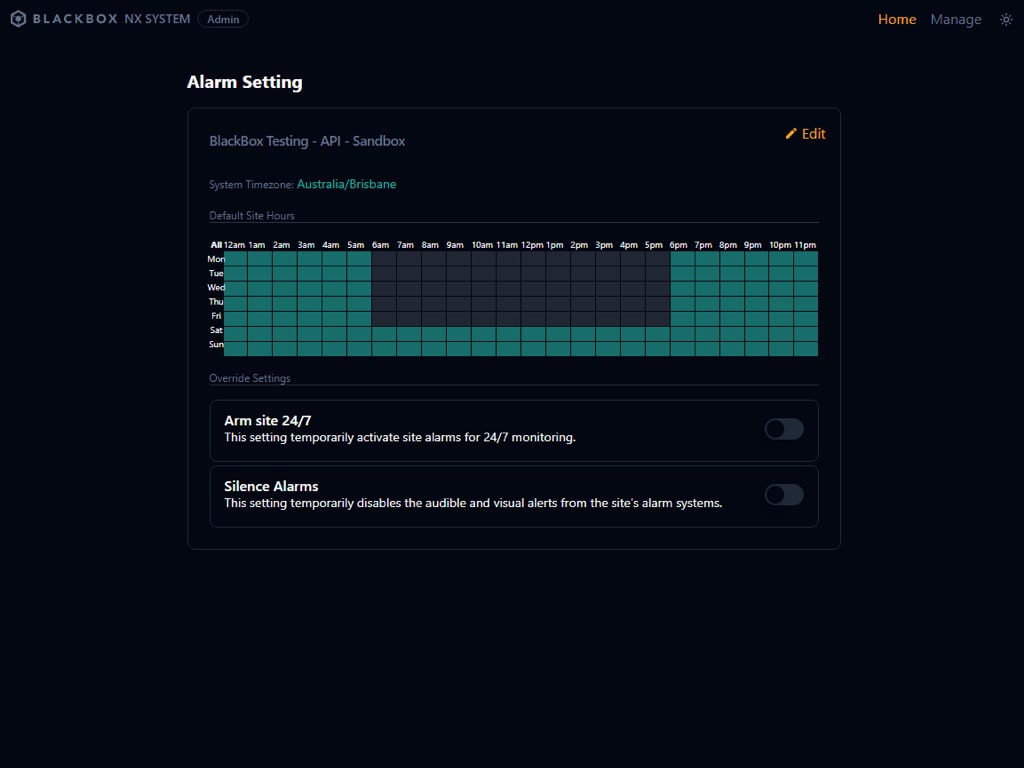 BLACKBOX NX SYSTEM Admin Home Manage
Alarm Setting
BlackBox Testing - API - Sandbox Edit
System Timezone: Australia/Brisbane
Default Site Hours
All 12am 1am 2am 3am 4am 5am 6am 7am 8am 9am 10am 11am 12pm 1pm 2pm 3pm 4pm 5pm 6pm 7pm 8pm 9pm 10pm 11pm
Mon
Tue
Wed
Thu
Fri
Sat
Sun
Override Settings
Arm site 24/7
This setting temporarily activate site alarms for 24/7 monitoring.
Silence Alarms
This setting temporarily disables the audible and visual alerts from the site's alarm systems.